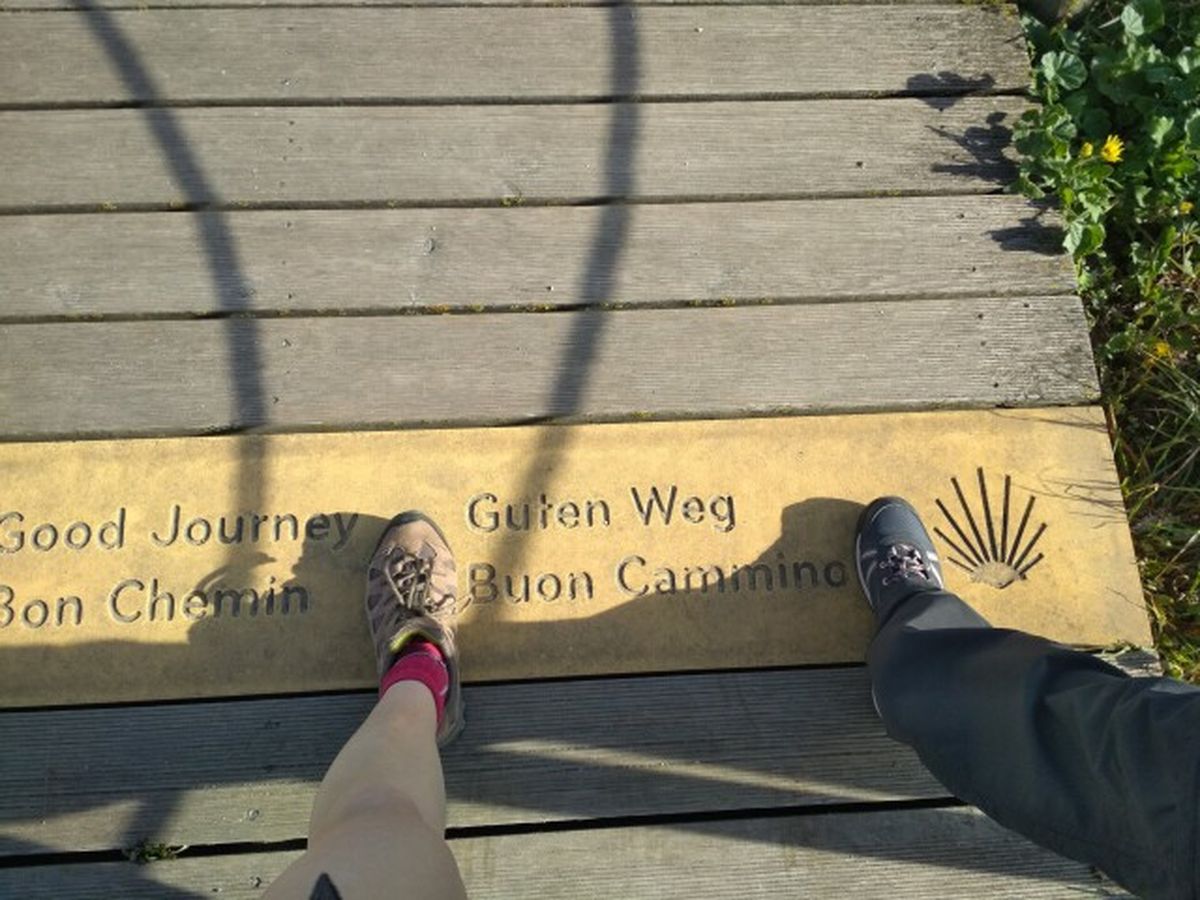 Good Journey Guten Weg
Bon Chemin Buon Cammino